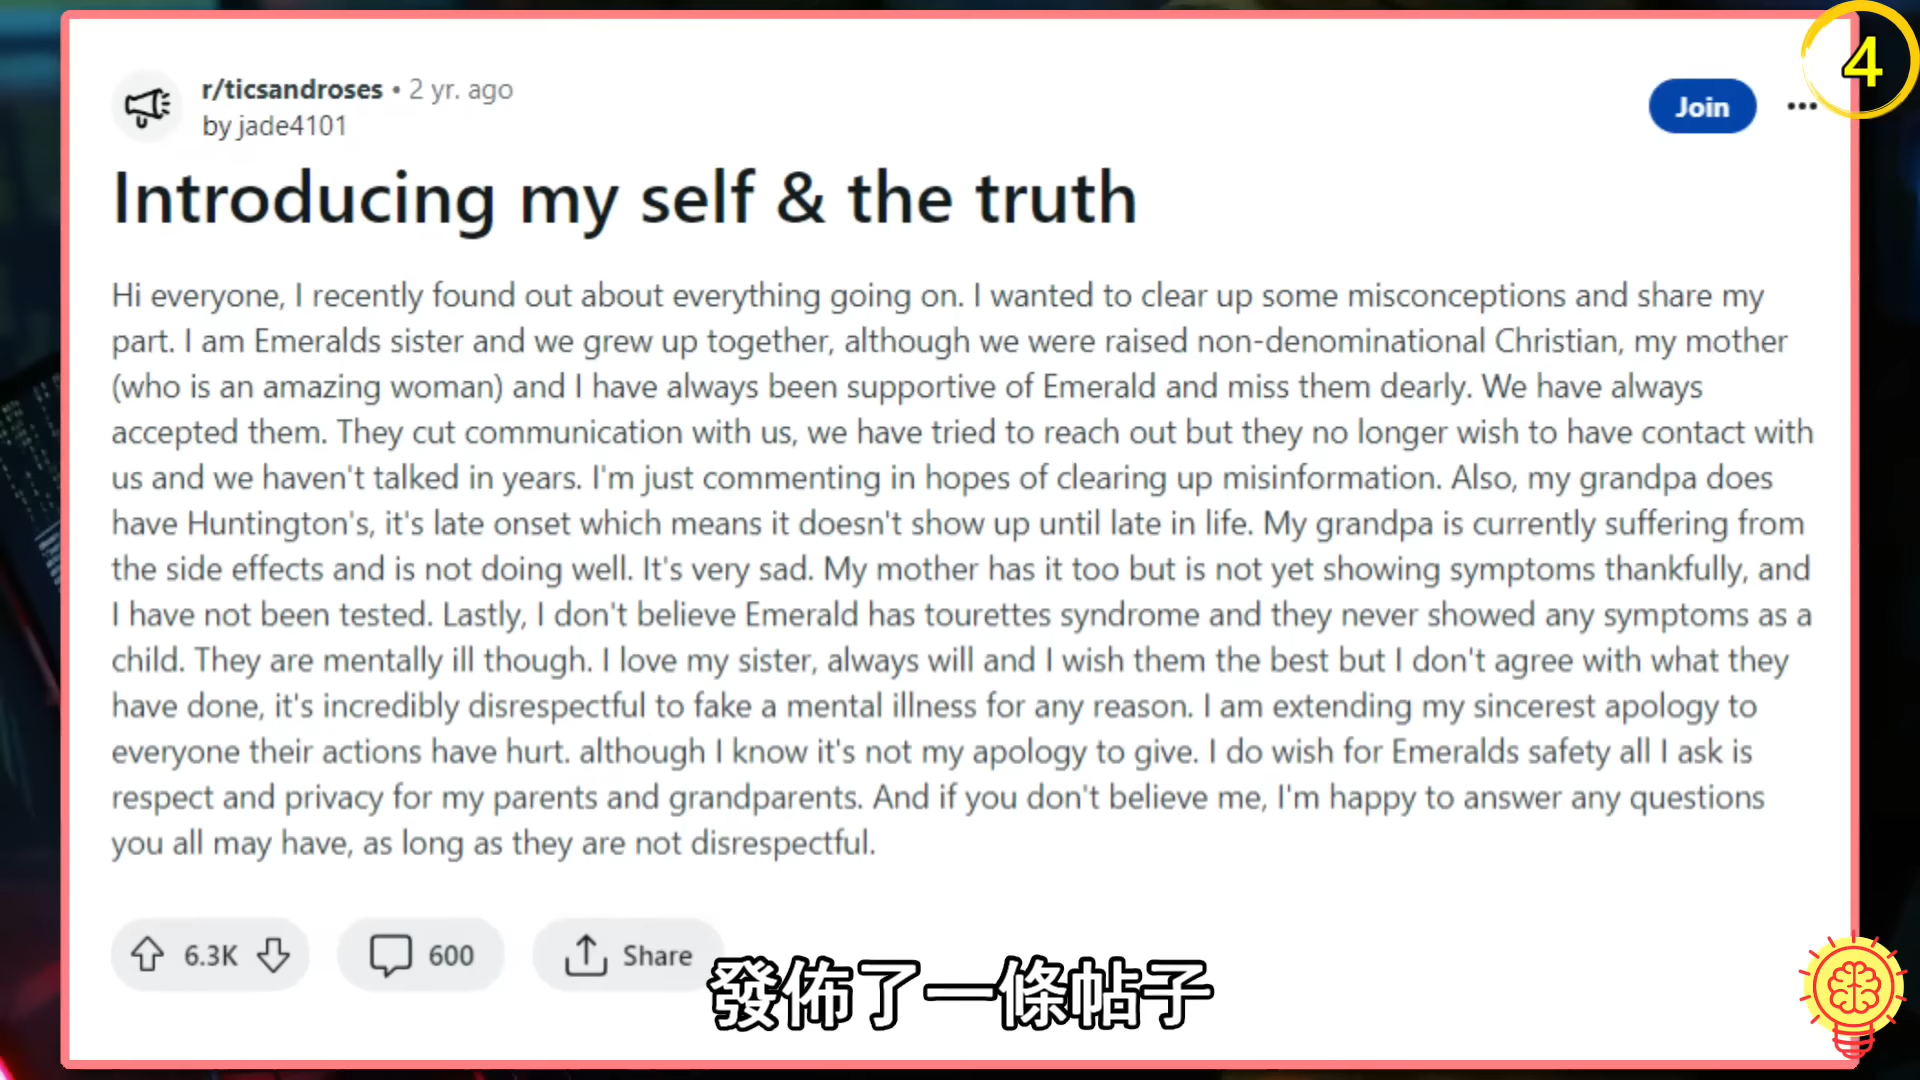 4
r/ticsandroses • 2 yr. ago
by jade4101
Join
Introducing my self & the truth
Hi everyone, I recently found out about everything going on. I wanted to clear up some misconceptions and share my
part. I am Emeralds sister and we grew up together, although we were raised non-denominational Christian, my mother
(who is an amazing woman) and I have always been supportive of Emerald and miss them dearly. We have always
accepted them. They cut communication with us, we have tried to reach out but they no longer wish to have contact with
us and we haven't talked in years. I'm just commenting in hopes of clearing up misinformation. Also, my grandpa does
have Huntington's, it's late onset which means it doesn't show up until late in life. My grandpa is currently suffering from
the side effects and is not doing well. It's very sad. My mother has it too but is not yet showing symptoms thankfully, and
I have not been tested. Lastly, I don't believe Emerald has tourettes syndrome and they never showed any symptoms as a
child. They are mentally ill though. I love my sister, always will and I wish them the best but I don't agree with what they
have done, it's incredibly disrespectful to fake a mental illness for any reason. I am extending my sincerest apology to
everyone their actions have hurt. although I know it's not my apology to give. I do wish for Emeralds safety all I ask is
respect and privacy for my parents and grandparents. And if you don't believe me, I'm happy to answer any questions
you all may have, as long as they are not disrespectful.
6.3K
600
Share
發佈了一條帖子